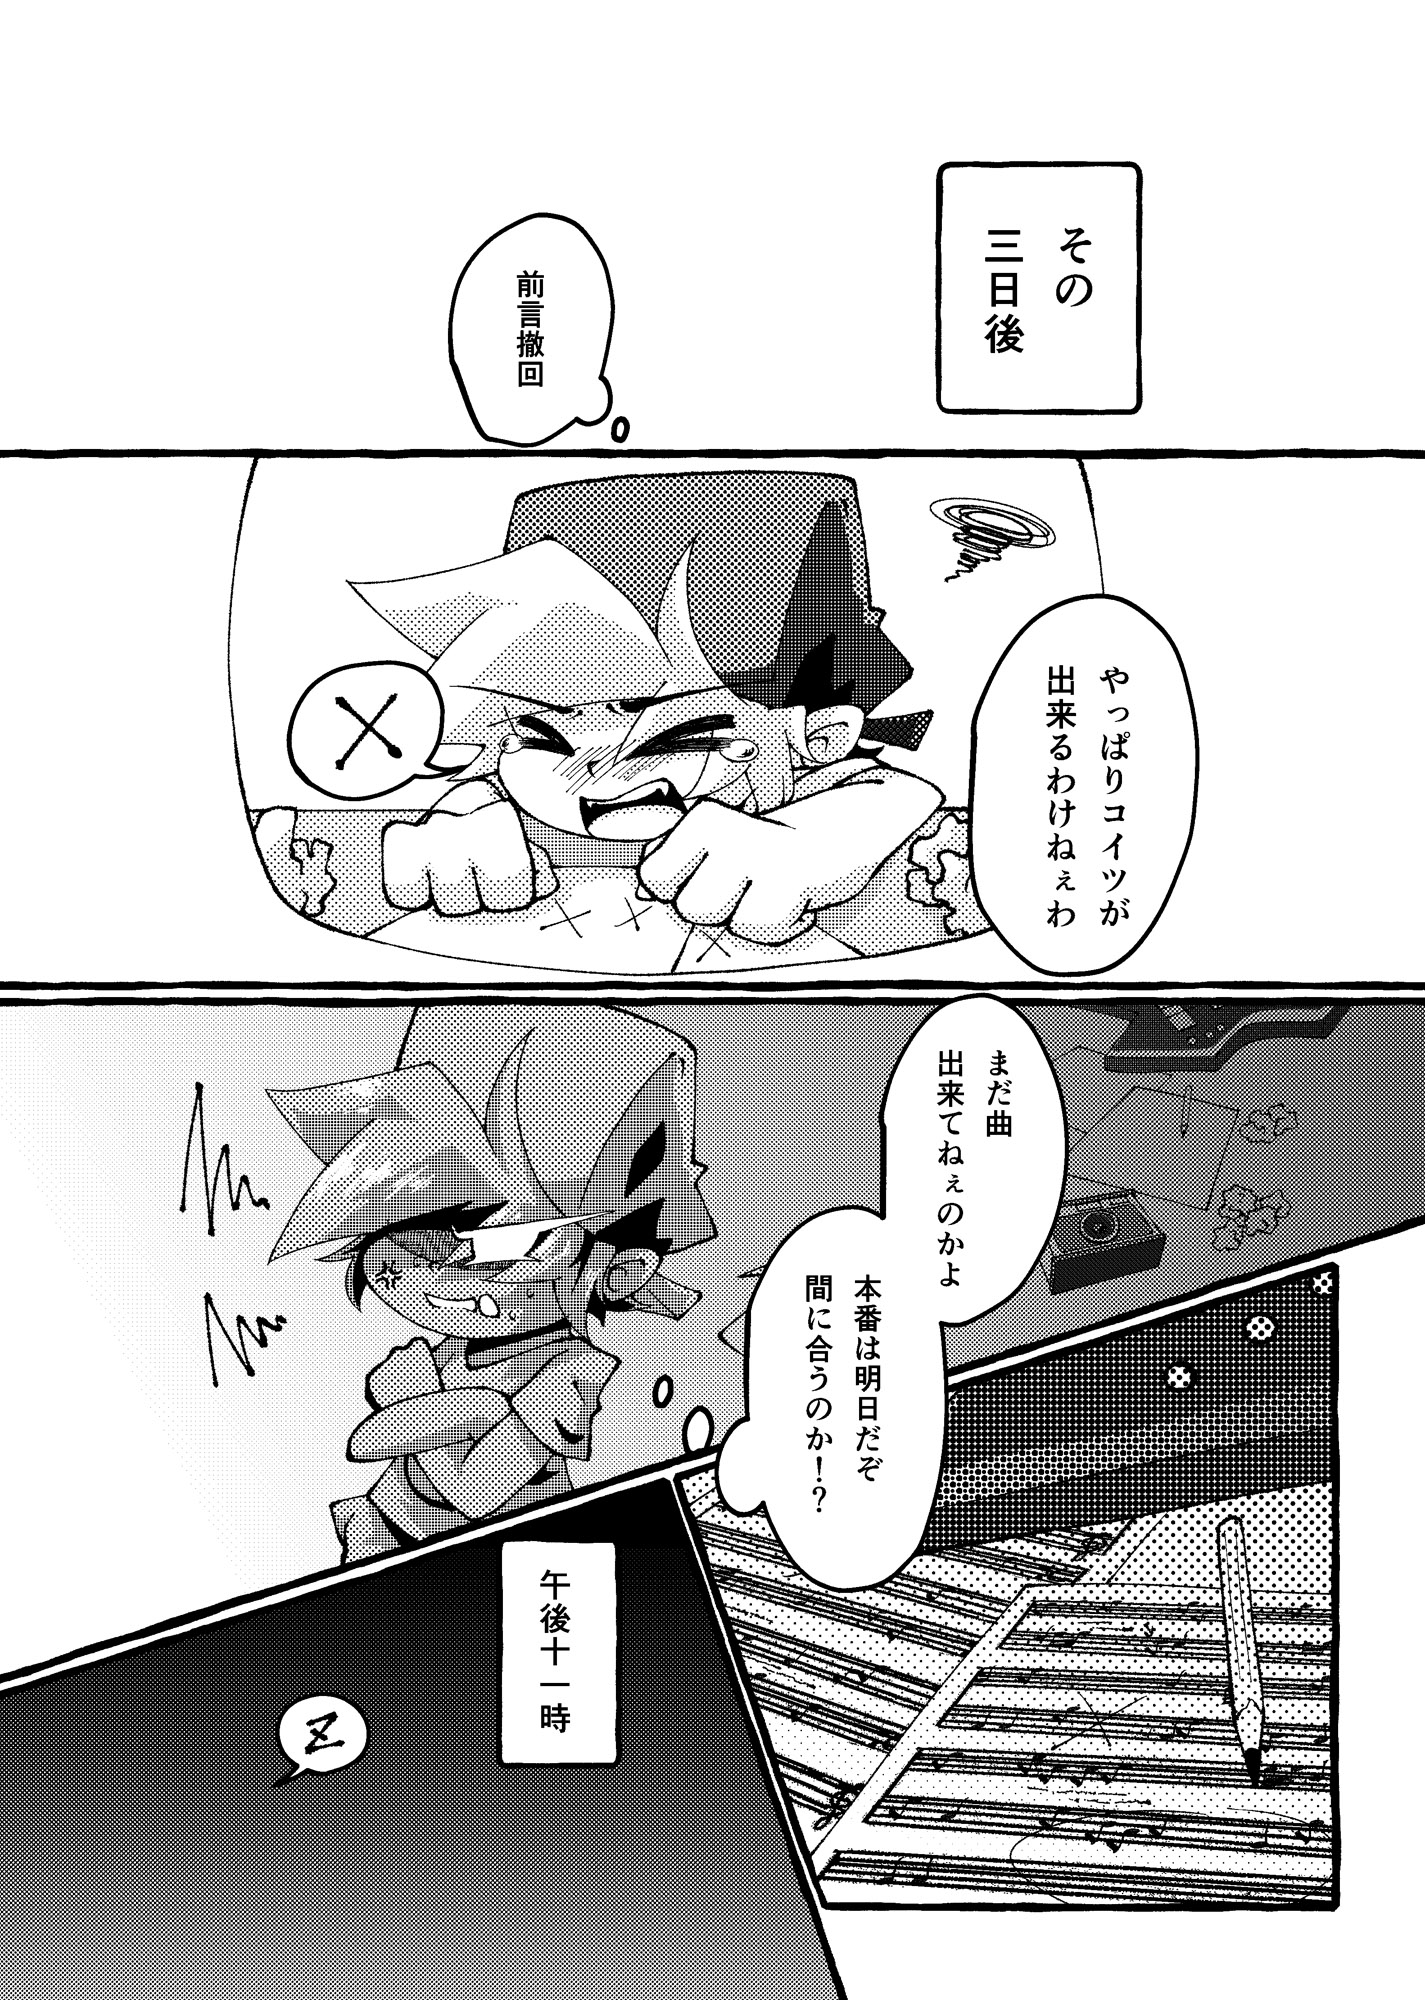 その
三日後
前言撤回
やっぱりコイツが
出来るわけねぇわ
まだ曲
出来てねぇのかよ
本番は明日だぞ
間に合うのか!?
午後十一時
Z